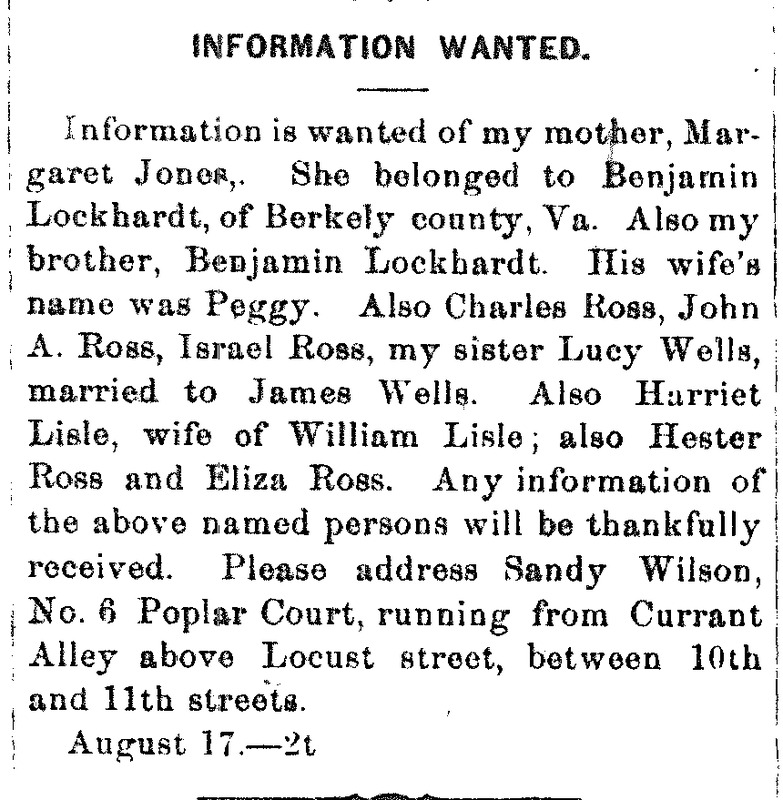 INFORMATION WANTED.
Information is wanted of my mother, Mar-
garet Jones,. She belonged to Benjamin
Lockhardt, of Berkely county, Va. Also my
brother, Benjamin Lockhardt. His wife's
name was Peggy. Also Charles Ross, John
A. Ross, Israel Ross, my sister Lucy Wells,
married to James Wells. Also Harriet
Lisle, wife of William Lisle; also Hester
Ross and Eliza Ross. Any information of
the above named persons will be thankfully
received. Please address Sandy Wilson,
No. 6 Poplar Court, running from Currant
Alley above Locust street, between 10th
and 11th streets.
August 17.—2t